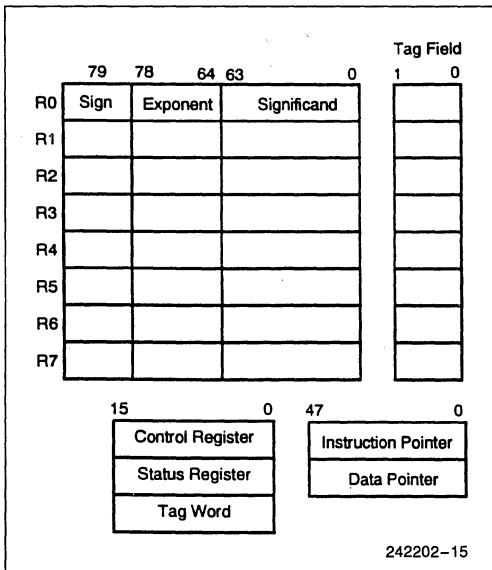 Tag Field
79 78 64 63 0 1 0
R0 Sign Exponent Significand
R1
R2
R3
R4
R5
R6
R7
15 0 47 0
Control Register Instruction Pointer
Status Register Data Pointer
Tag Word
242202-15